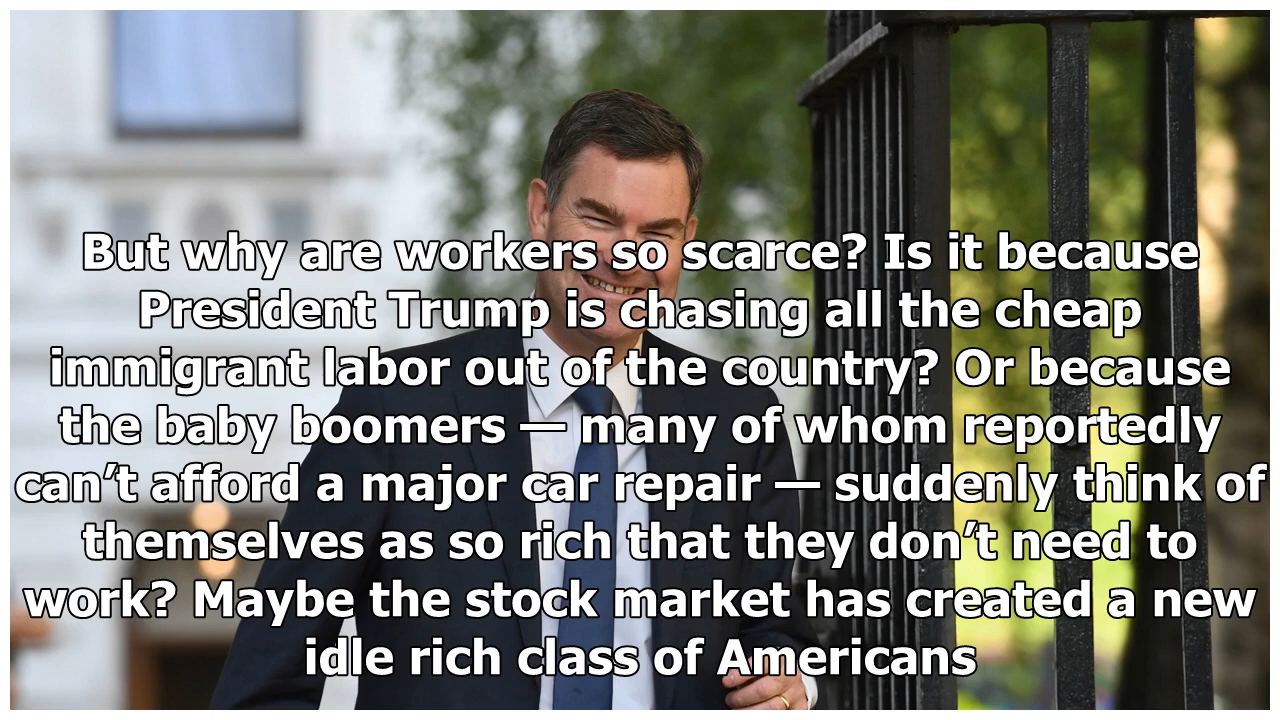 But why are workers so scarce? Is it because
President Trump is chasing all the cheap
immigrant labor out of the country? Or because
the baby boomers — many of whom reportedly
can’t afford a major car repair — suddenly think of
themselves as so rich that they don’t need to
work? Maybe the stock market has created a new
idle rich class of Americans